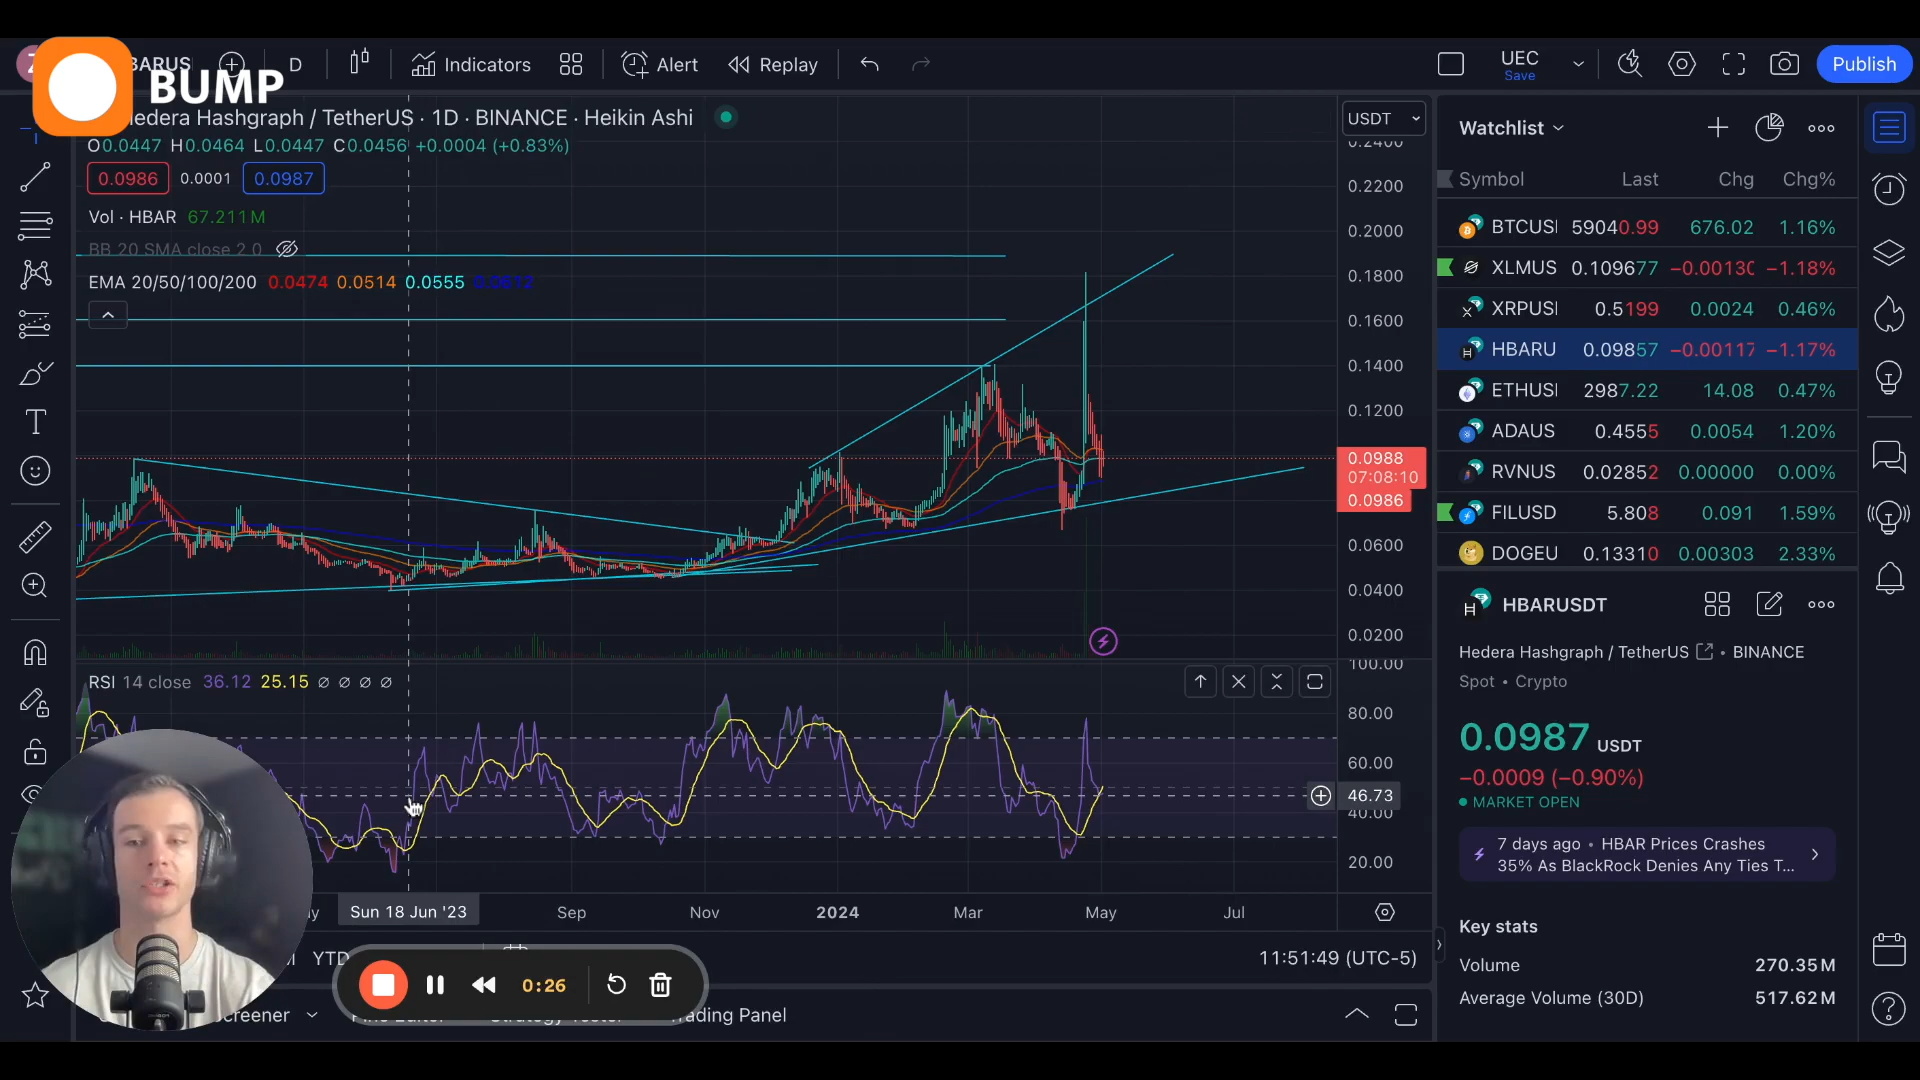 BARUS
D
Indicators
Alert
Replay
UEC
Save
Publish
BUMP
edera Hashgraph / TetherUS · 1D · BINANCE · Heikin Ashi
O0.0447 H0.0464 L0.0447 C0.0456 +0.0004 (+0.83%)
0.0986 0.0001 0.0987
Vol · HBAR 67.211M
BB 20 SMA close 2.0
EMA 20/50/100/200 0.0474 0.0514 0.0555 0.0612
USDT
0.2400
0.2200
0.2000
0.1800
0.1600
0.1400
0.1200
0.0988
07:08:10
0.0986
0.0600
0.0400
0.0200
RSI 14 close 36.12 25.15 ∅ ∅ ∅ ∅
100.00
80.00
60.00
46.73
40.00
20.00
Sun 18 Jun '23 Sep Nov 2024 Mar May Jul
YTD
11:51:49 (UTC-5)
0:26
creener
Trading Panel
Watchlist
Symbol Last Chg Chg%
BTCUSI 59040.99 676.02 1.16%
XLMUS 0.109677 −0.00130 −1.18%
XRPUSI 0.5199 0.0024 0.46%
HBARU 0.09857 −0.00117 −1.17%
ETHUSI 2987.22 14.08 0.47%
ADAUS 0.4555 0.0054 1.20%
RVNUS 0.02852 0.00000 0.00%
FILUSD 5.808 0.091 1.59%
DOGEU 0.13310 0.00303 2.33%
HBARUSDT
Hedera Hashgraph / TetherUS • BINANCE
Spot • Crypto
0.0987 USDT
−0.0009 (−0.90%)
MARKET OPEN
7 days ago • HBAR Prices Crashes
35% As BlackRock Denies Any Ties T...
Key stats
Volume 270.35M
Average Volume (30D) 517.62M